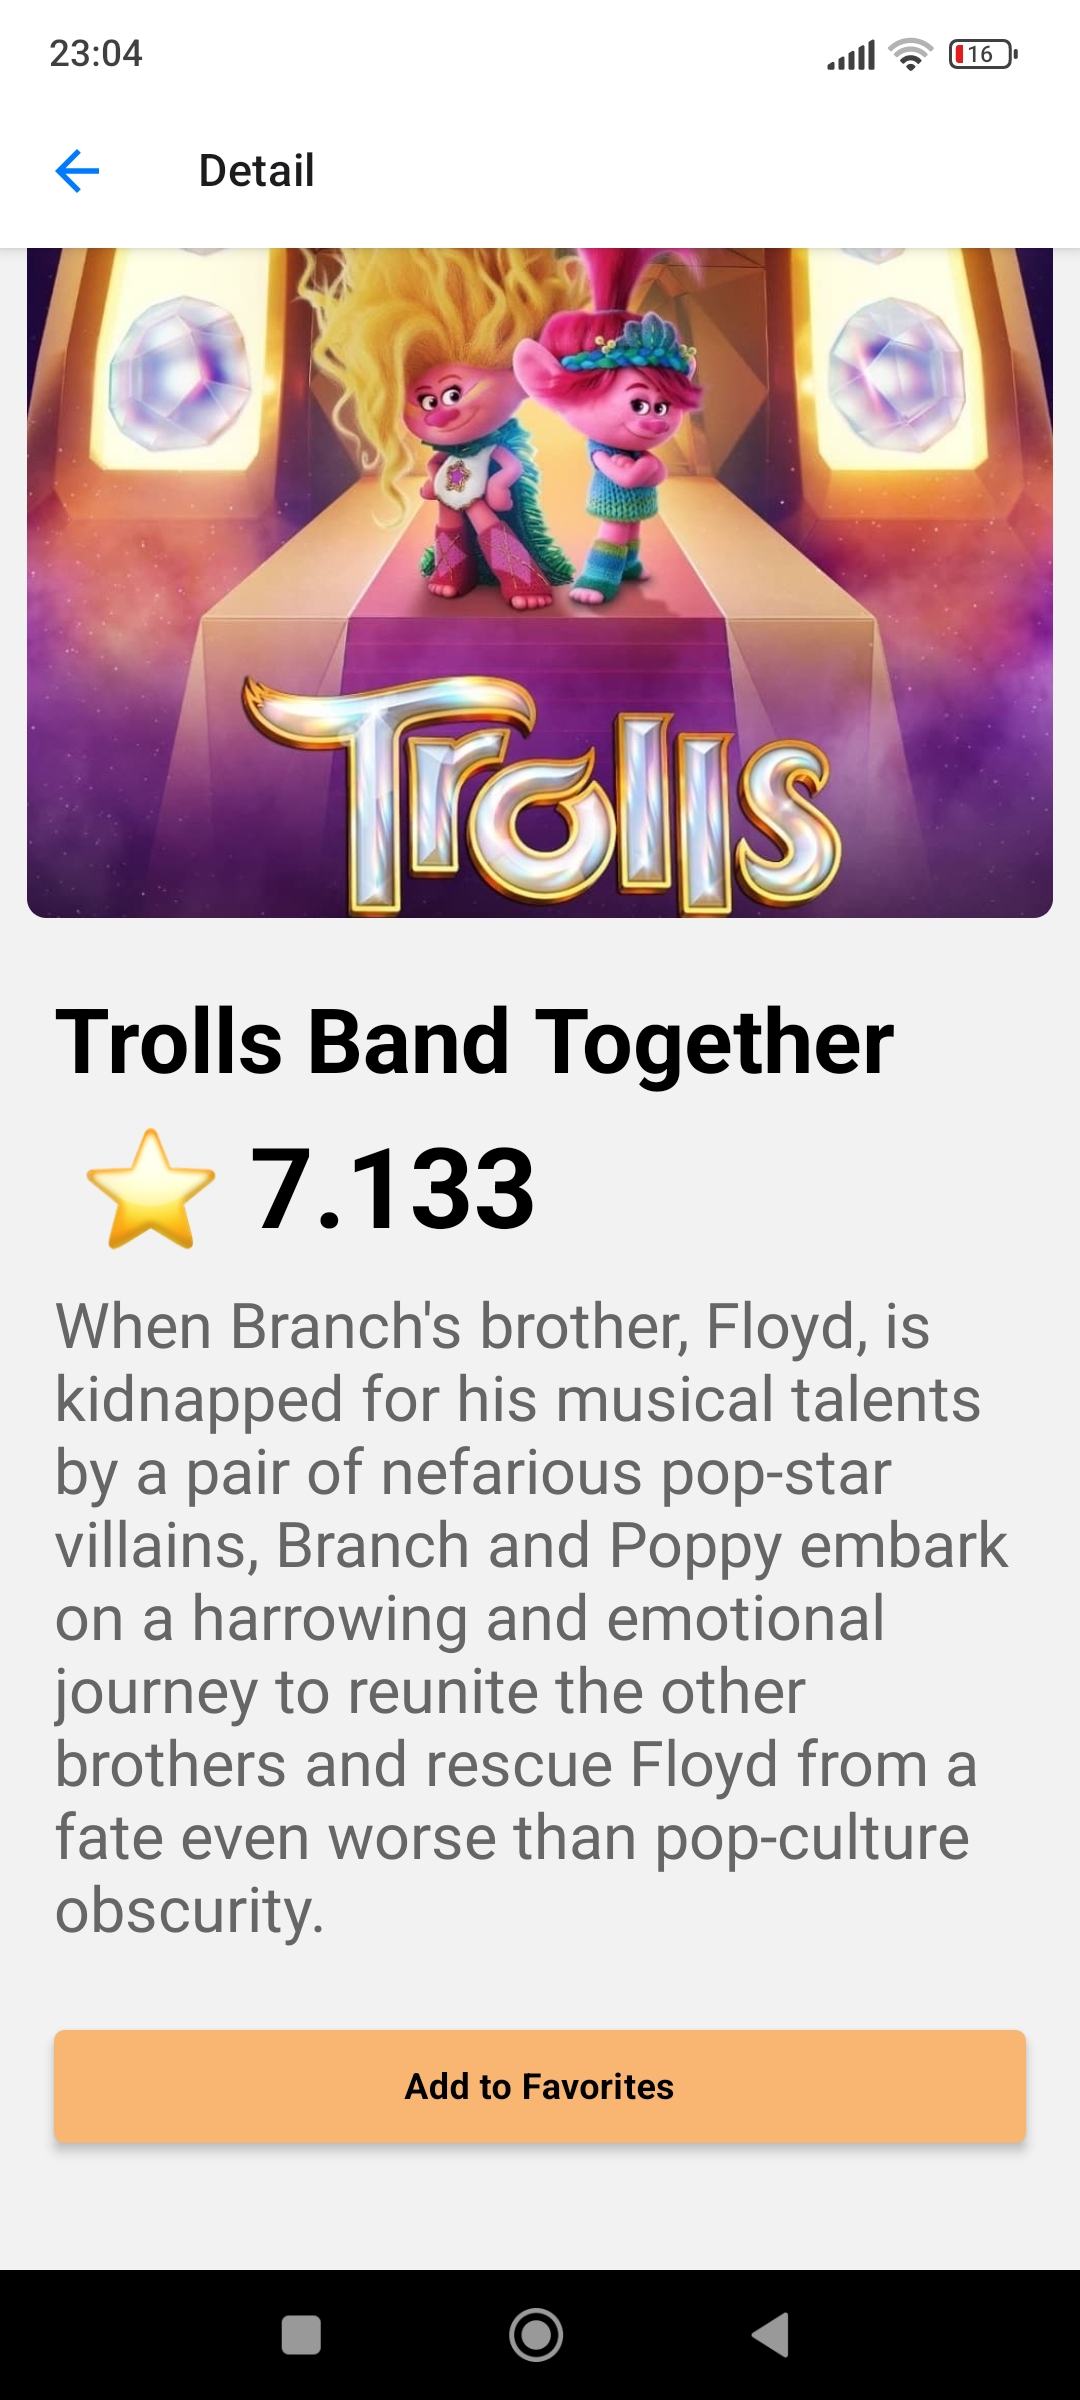 23:04
16
Detail
Trolls
Trolls Band Together
7.133
When Branch's brother, Floyd, is
kidnapped for his musical talents
by a pair of nefarious pop-star
villains, Branch and Poppy embark
on a harrowing and emotional
journey to reunite the other
brothers and rescue Floyd from a
fate even worse than pop-culture
obscurity.
Add to Favorites